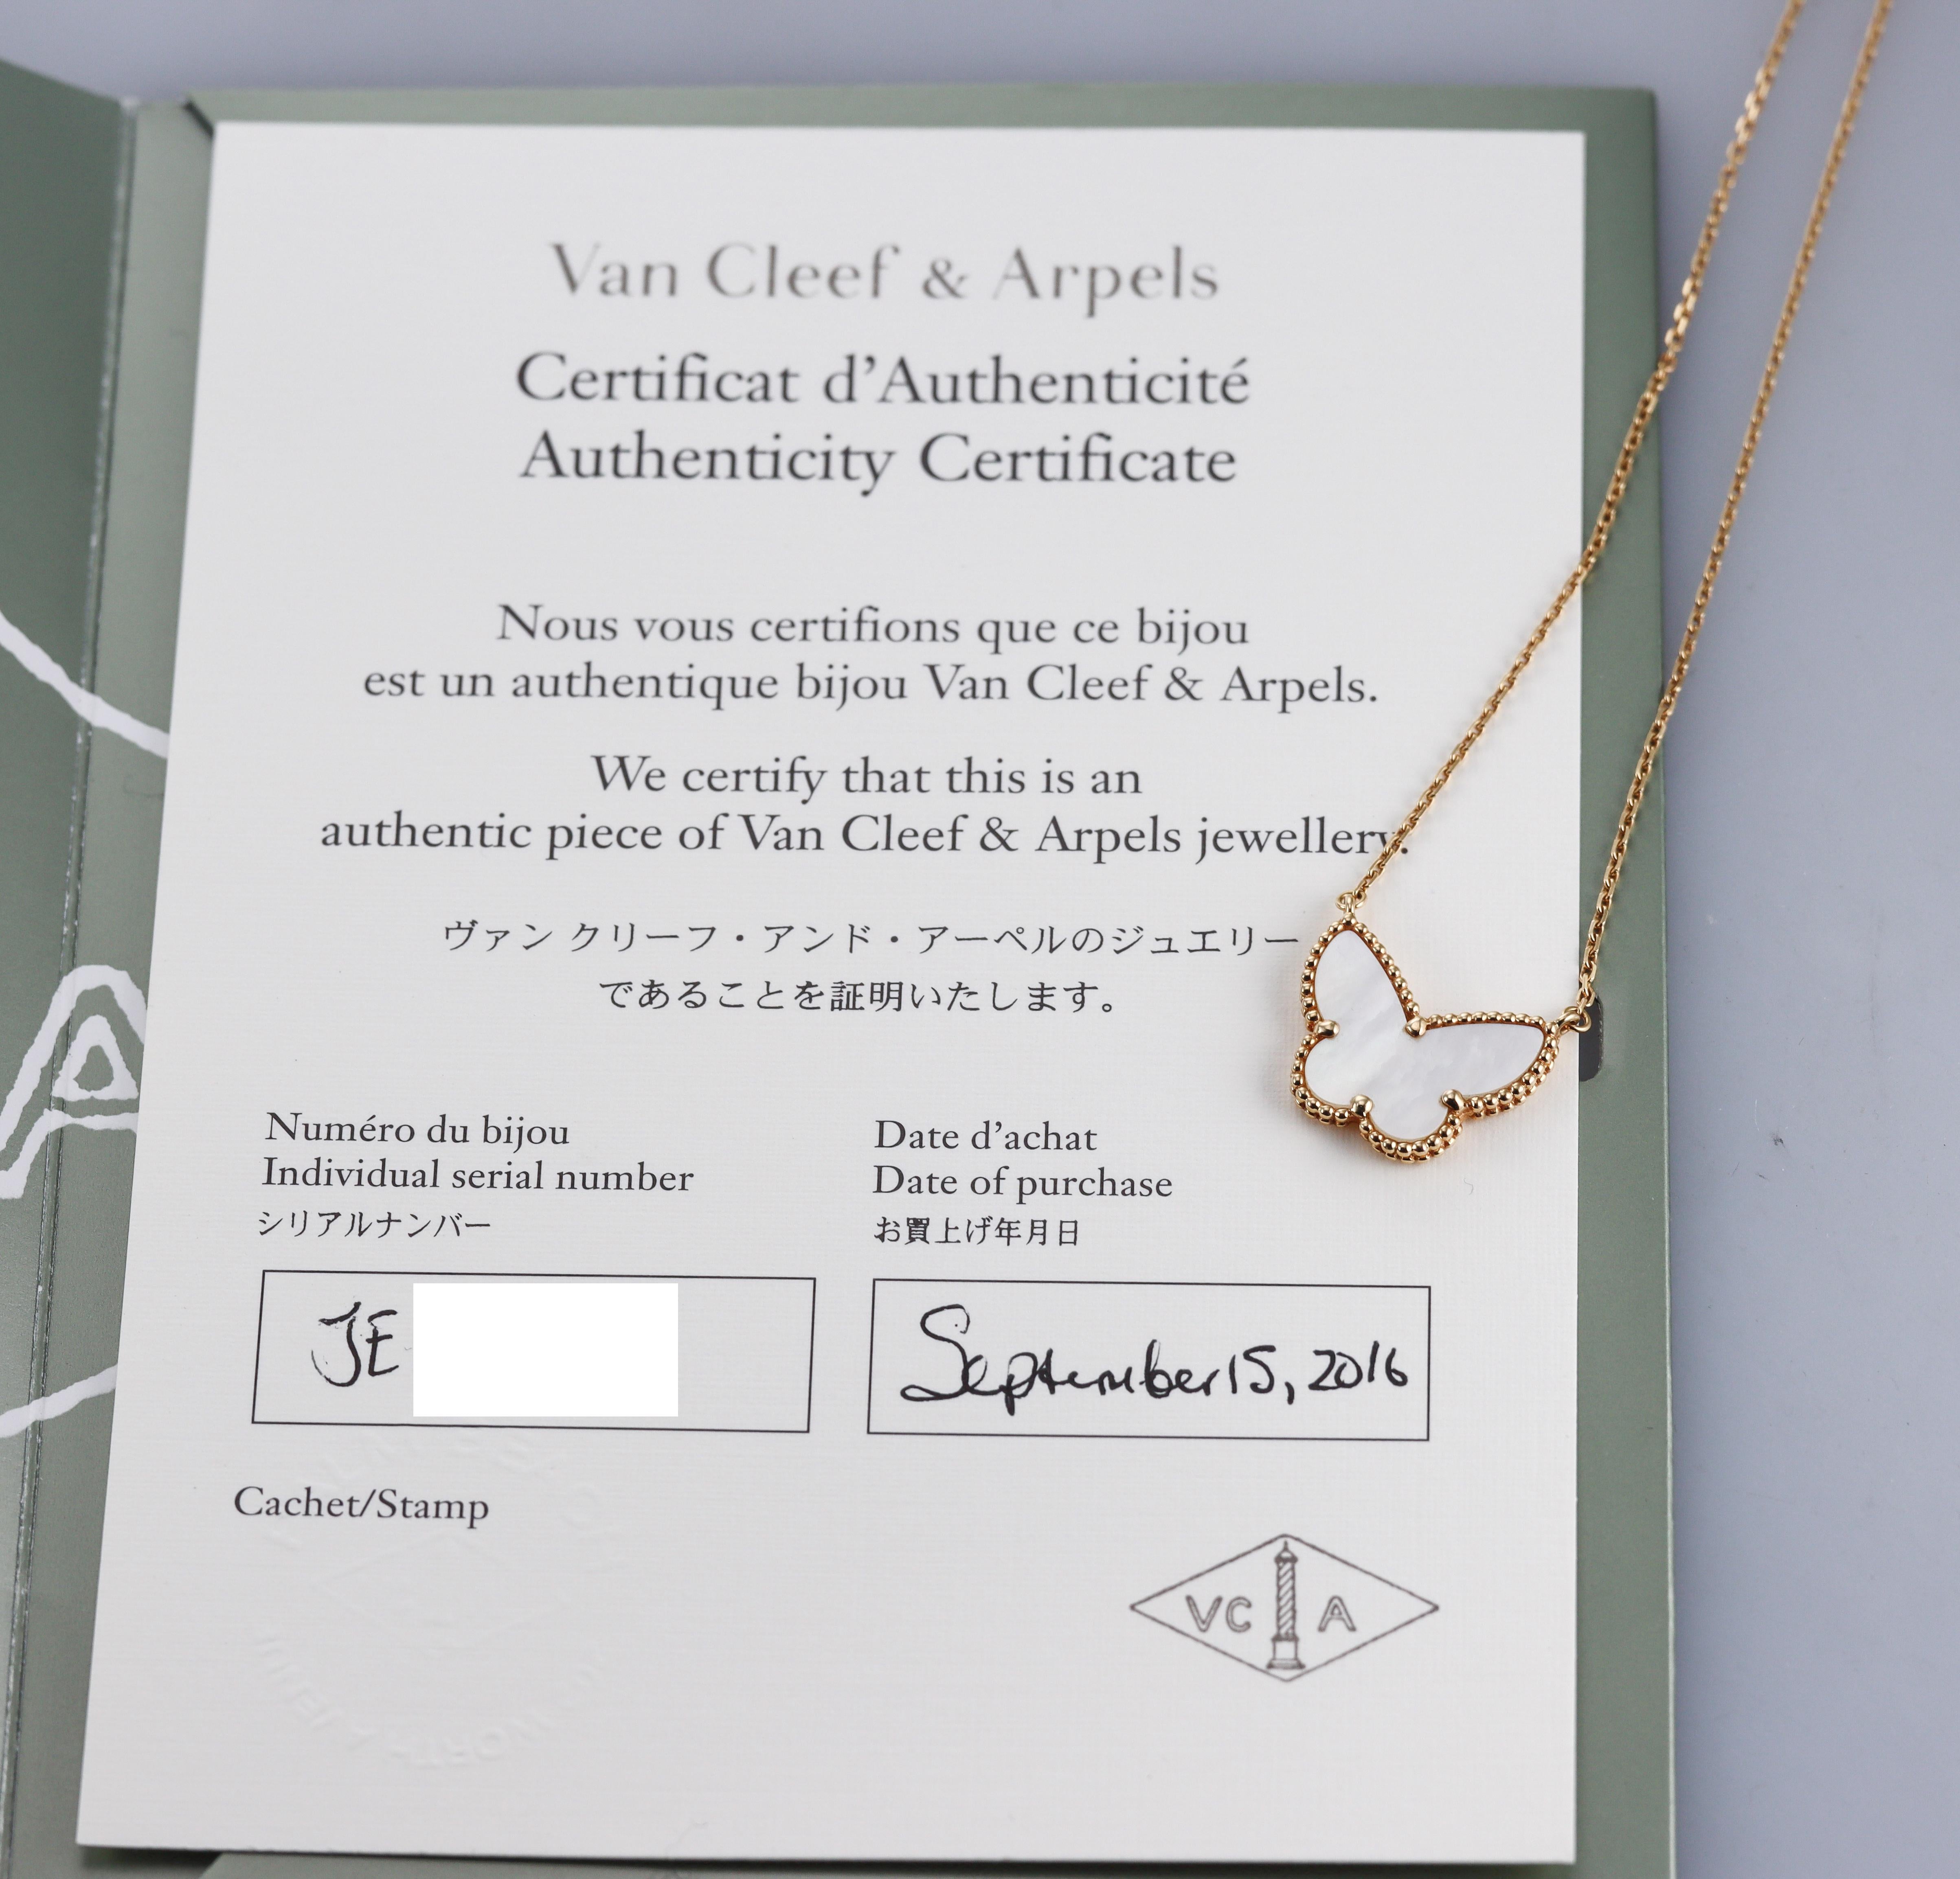 Van Cleef & Arpels
Certificat d'Authenticité
Authenticity Certificate
Nous vous certifions que ce bijou
est un authentique bijou Van Cleef & Arpels.
We certify that this is an
authentic piece of Van Cleef & Arpels jewellery.
ヴァン クリーフ・アンド・アーペルのジュエリー
であることを証明いたします。
Numéro du bijou
Individual serial number
シリアルナンバー
JE
Date d'achat
Date of purchase
お買上げ年月日
September 15, 2016
Cachet/Stamp
VC A
A